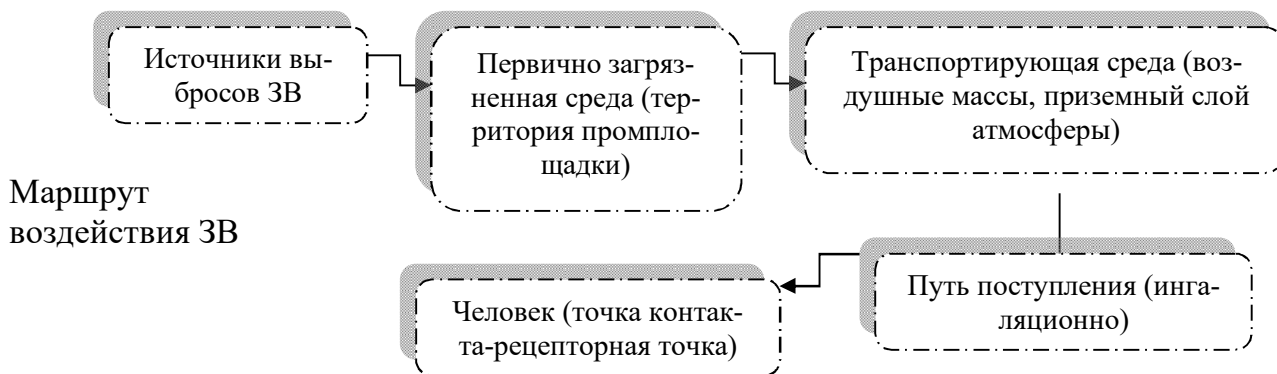 Источники вы-
бросов ЗВ
Первично загряз-
ненная среда (тер-
ритория промпло-
щадки)
Транспортирующая среда (воз-
душные массы, приземный слой
атмосферы)
Маршрут
воздействия ЗВ
Путь поступления (инга-
ляционно)
Человек (точка контак-
та-рецепторная точка)